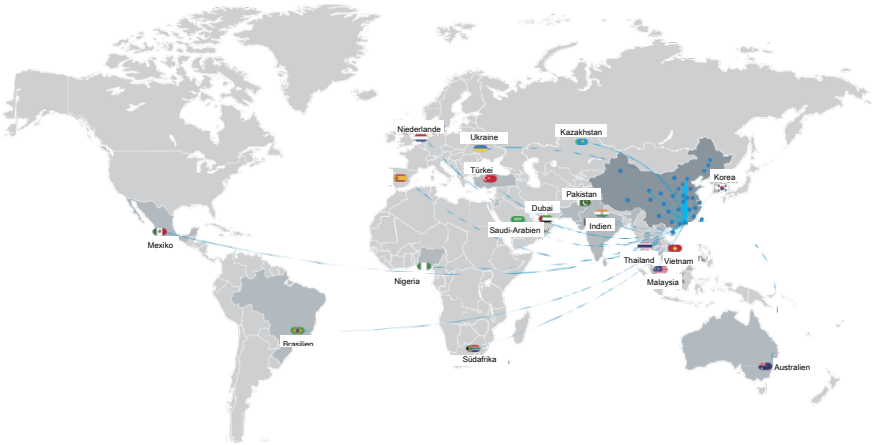 Niederlande
Ukraine
Kazakhstan
Türkei
Korea
Pakistan
Dubai
Saudi-Arabien
Indien
Mexiko
Thailand
Vietnam
Nigeria
Malaysia
Brasilien
Südafrika
Australien